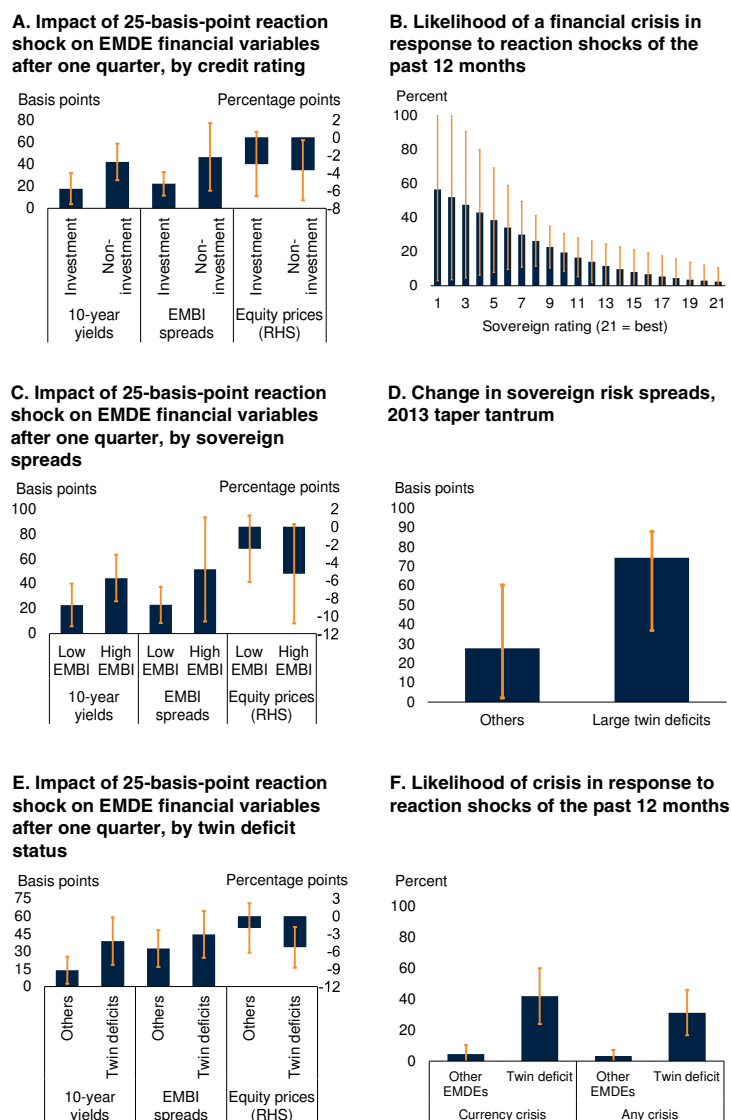 A. Impact of 25-basis-point reaction
shock on EMDE financial variables
after one quarter, by credit rating
Basis points
Percentage points
80
60
40
20
0
2
0
-2
-4
-6
-8
Investment
Non-
investment
Investment
Non-
investment
Investment
Non-
investment
10-year
yields
EMBI
spreads
Equity prices
(RHS)
B. Likelihood of a financial crisis in
response to reaction shocks of the
past 12 months
Percent
100
80
60
40
20
0
1 3 5 7 9 11 13 15 17 19 21
Sovereign rating (21 = best)
C. Impact of 25-basis-point reaction
shock on EMDE financial variables
after one quarter, by sovereign
spreads
Basis points
Percentage points
100
80
60
40
20
0
2
0
-2
-4
-6
-8
-10
-12
Low
EMBI
High
EMBI
Low
EMBI
High
EMBI
Low
EMBI
High
EMBI
10-year
yields
EMBI
spreads
Equity prices
(RHS)
D. Change in sovereign risk spreads,
2013 taper tantrum
Basis points
100
90
80
70
60
50
40
30
20
10
0
Others
Large twin deficits
E. Impact of 25-basis-point reaction
shock on EMDE financial variables
after one quarter, by twin deficit
status
Basis points
Percentage points
75
60
45
30
15
0
3
0
-3
-6
-9
-12
Others
Twin deficits
Others
Twin deficits
Others
Twin deficits
10-year
yields
EMBI
spreads
Equity prices
(RHS)
F. Likelihood of crisis in response to
reaction shocks of the past 12 months
Percent
100
80
60
40
20
0
Other
EMDEs
Twin deficit
Other
EMDEs
Twin deficit
Currency crisis
Any crisis